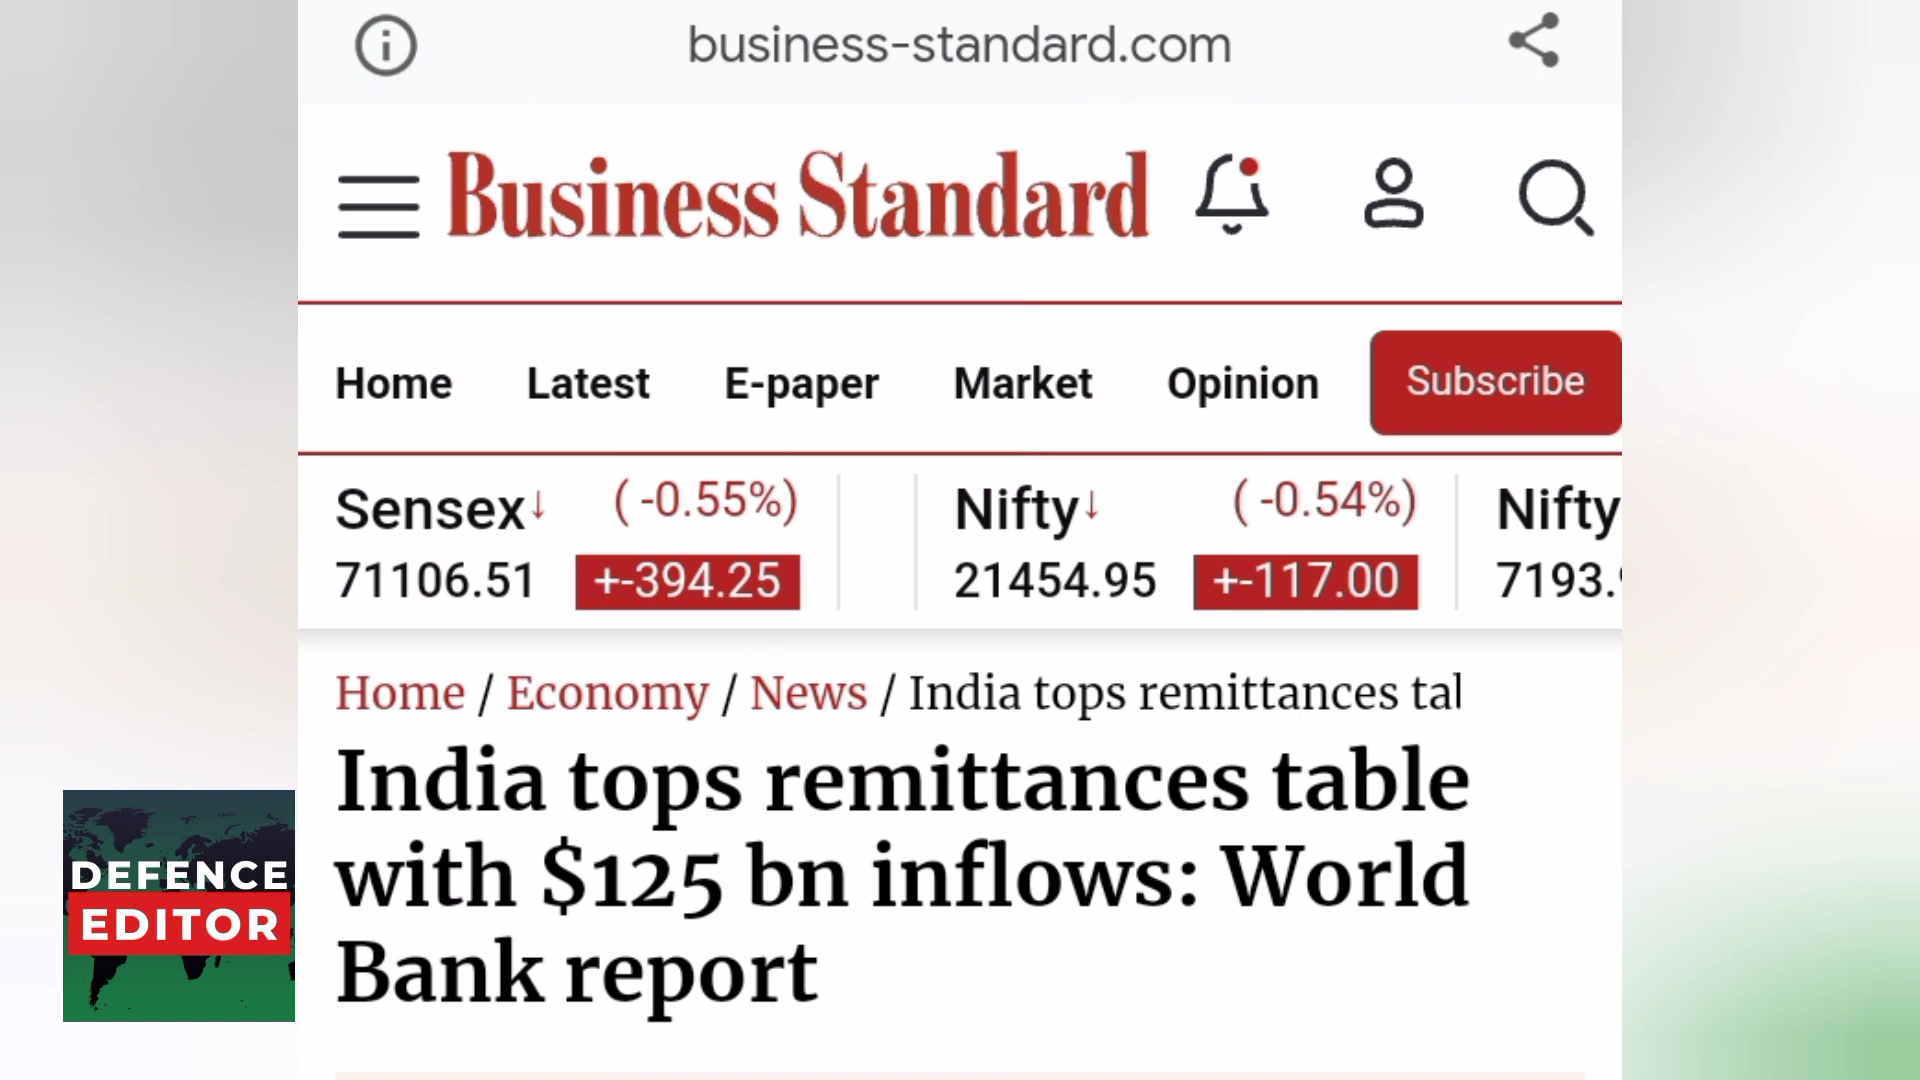 business-standard.com
Business Standard
Home Latest E-paper Market Opinion Subscribe
Sensex↓ ( -0.55%) Nifty↓ ( -0.54%) Nifty
71106.51 +-394.25 21454.95 +-117.00 7193.
Home / Economy / News / India tops remittances tal
India tops remittances table
with $125 bn inflows: World
Bank report
DEFENCE
EDITOR